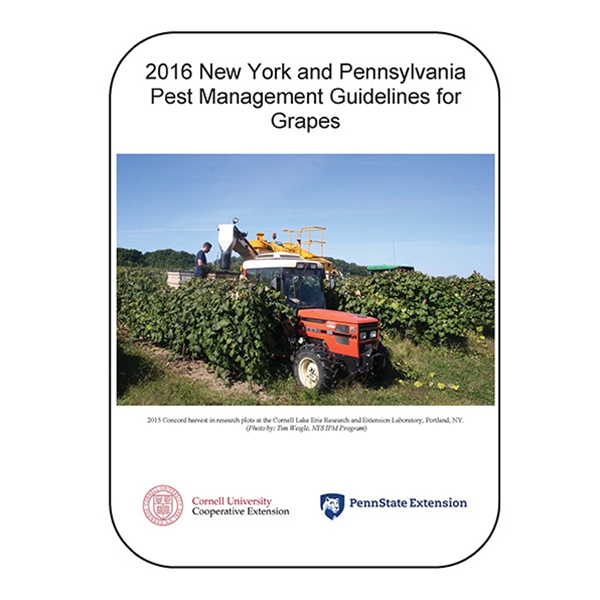 2016 New York and Pennsylvania
Pest Management Guidelines for
Grapes
2015 Concord harvest in research plots at the Cornell Lake Erie Research and Extension Laboratory, Portland, NY.
(Photo by: Tim Weigle, NYS IPM Program)
Cornell University
Cooperative Extension
PennState Extension